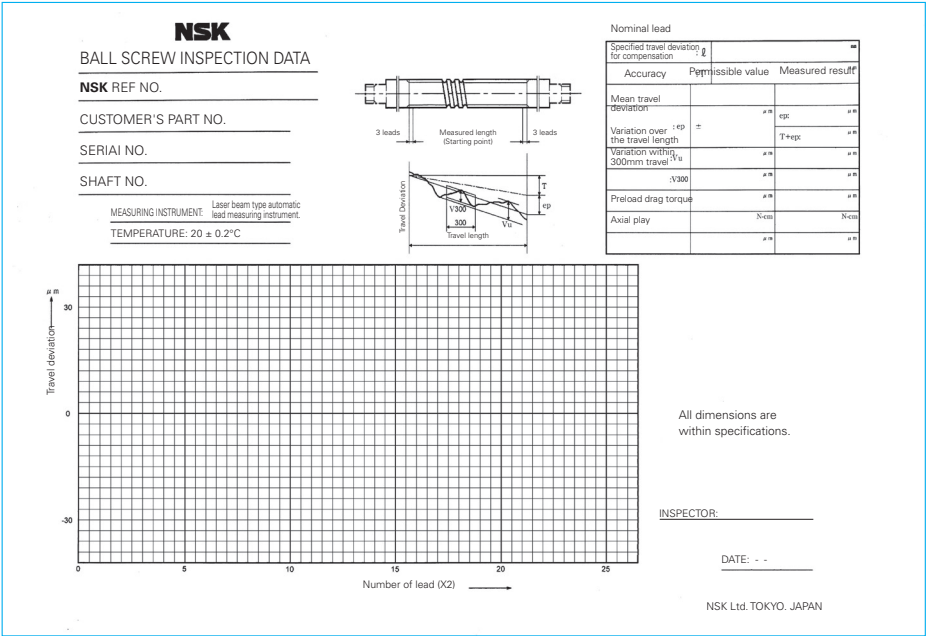 NSK
BALL SCREW INSPECTION DATA
NSK REF NO.
CUSTOMER'S PART NO.
SERIAI NO.
SHAFT NO.
MEASURING INSTRUMENT: Laser beam type automatic
lead measuring instrument.
TEMPERATURE: 20 ± 0.2°C
3 leads
Measured length
(Starting point)
3 leads
Travel Deviation
T
ep
V300
300
Vu
Travel length
Nominal lead
Specified travel deviation
for compensation : ℓ mm
Accuracy
Permissible value
Measured result
Mean travel
deviation
: ep ± μm
ep: μm
T+ep: μm
Variation over
the travel length
Variation within
300mm travel
:Vu μm μm
:V300 μm μm
Preload drag torque
N-cm N-cm
Axial play
μm μm
μm
Travel deviation
30
0
-30
0 5 10 15 20 25
Number of lead (X2)
All dimensions are
within specifications.
INSPECTOR:
DATE: - -
NSK Ltd. TOKYO. JAPAN